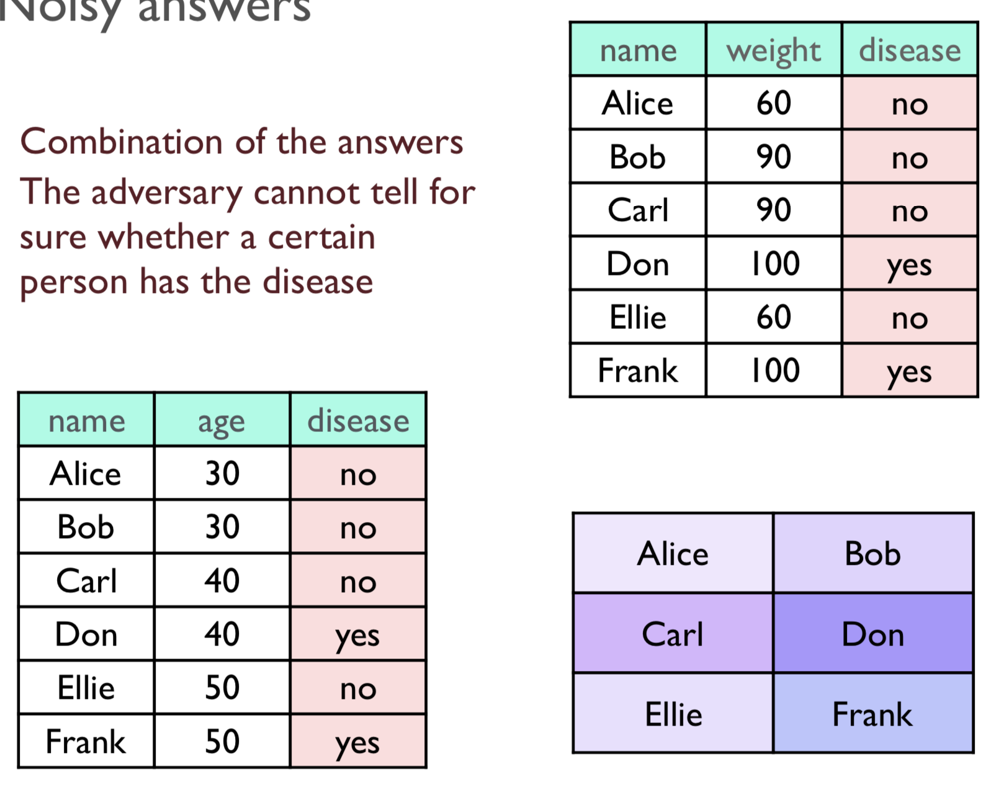 Noisy answers
Combination of the answers
The adversary cannot tell for
sure whether a certain
person has the disease
name weight disease
Alice 60 no
Bob 90 no
Carl 90 no
Don 100 yes
Ellie 60 no
Frank 100 yes
name age disease
Alice 30 no
Bob 30 no
Carl 40 no
Don 40 yes
Ellie 50 no
Frank 50 yes
Alice Bob
Carl Don
Ellie Frank